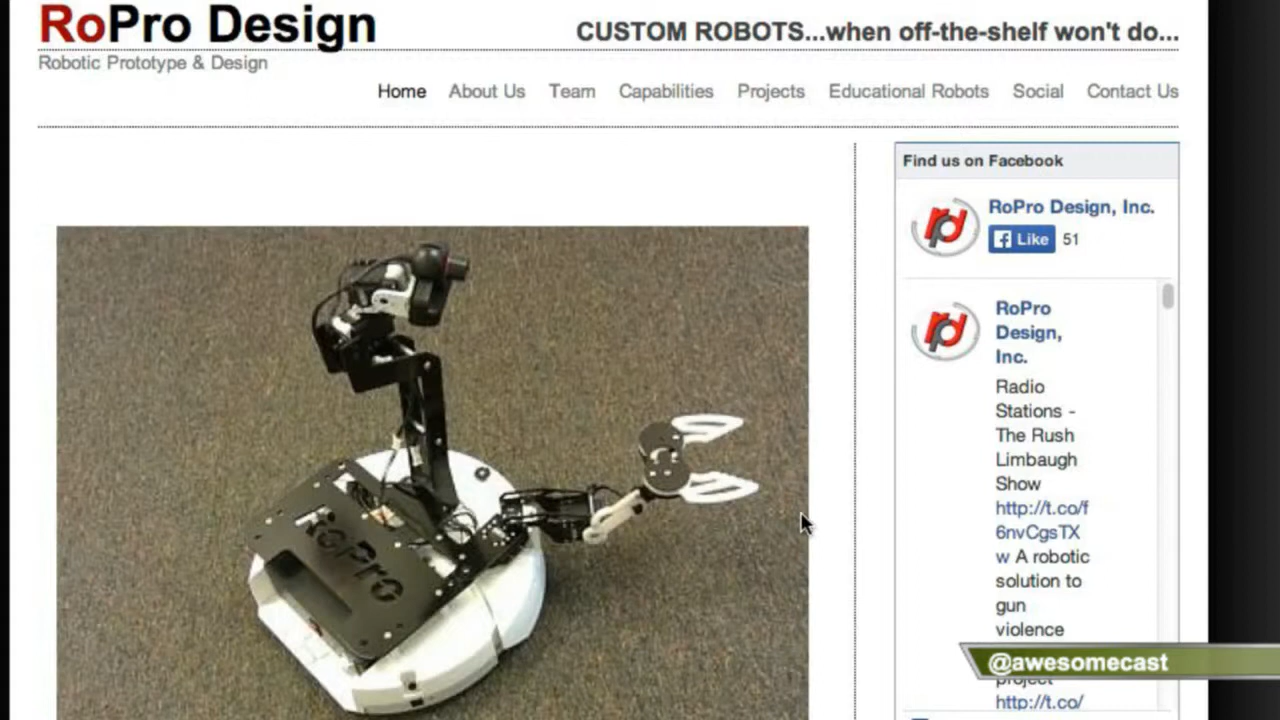 RoPro Design
CUSTOM ROBOTS...when off-the-shelf won't do...
Robotic Prototype & Design
Home About Us Team Capabilities Projects Educational Robots Social Contact Us
Find us on Facebook
RoPro Design, Inc.
Like 51
RoPro
Design,
Inc.
Radio
Stations -
The Rush
Limbaugh
Show
http://t.co/f
6nvCgsTX
w A robotic
solution to
gun
violence
project
http://t.co/
@awesomecast
RoPro